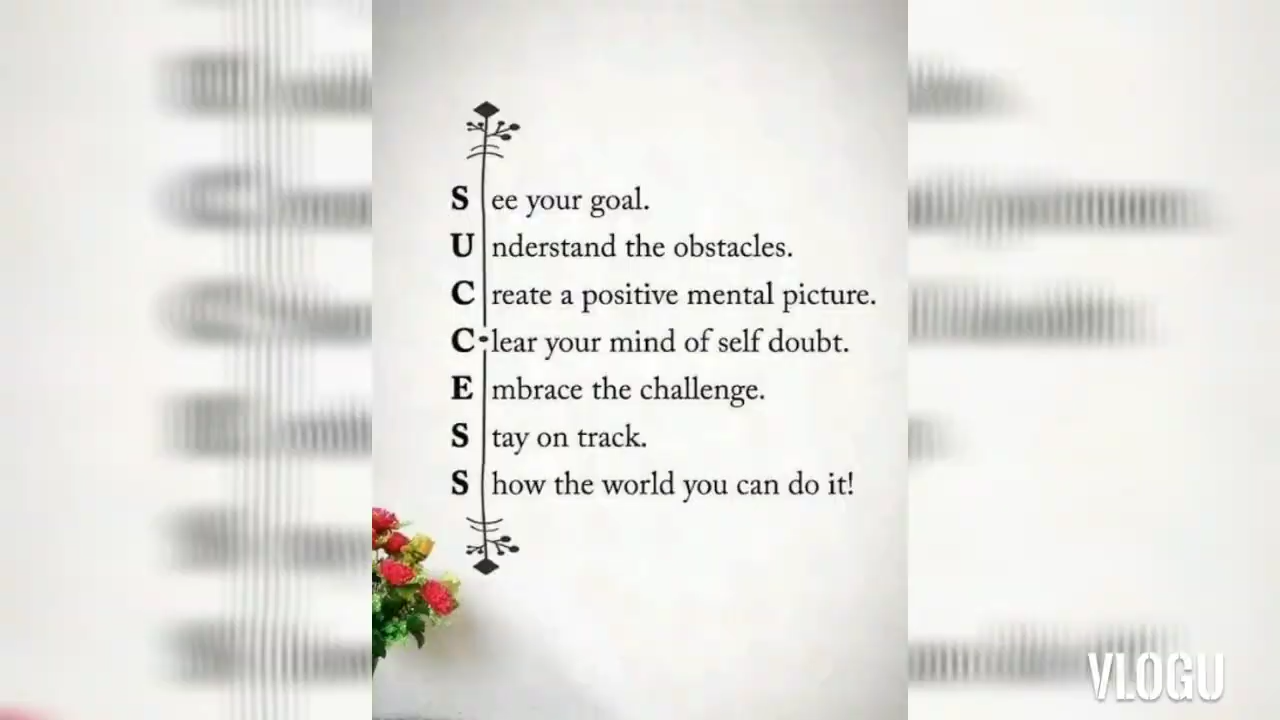 See your goal.
Understand the obstacles.
Create a positive mental picture.
Clear your mind of self doubt.
Embrace the challenge.
Stay on track.
Show the world you can do it!
VLOGU